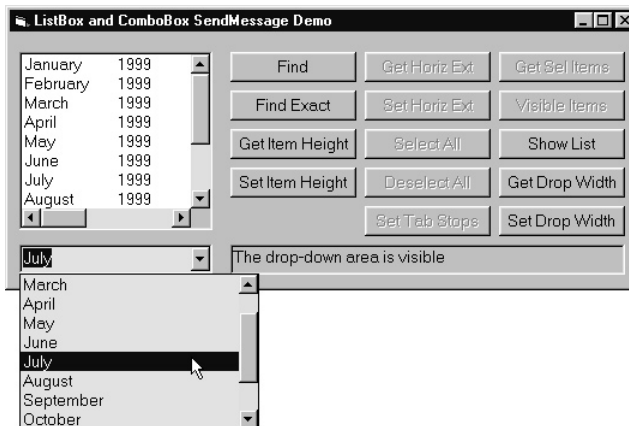 ListBox and ComboBox SendMessage Demo
January 1999
February 1999
March 1999
April 1999
May 1999
June 1999
July 1999
August 1999
Find
Get Horiz Ext
Get Sel Items
Find Exact
Set Horiz Ext
Visible Items
Get Item Height
Select All
Show List
Set Item Height
Deselect All
Get Drop Width
Set Tab Stops
Set Drop Width
July
The drop-down area is visible
March
April
May
June
July
August
September
October